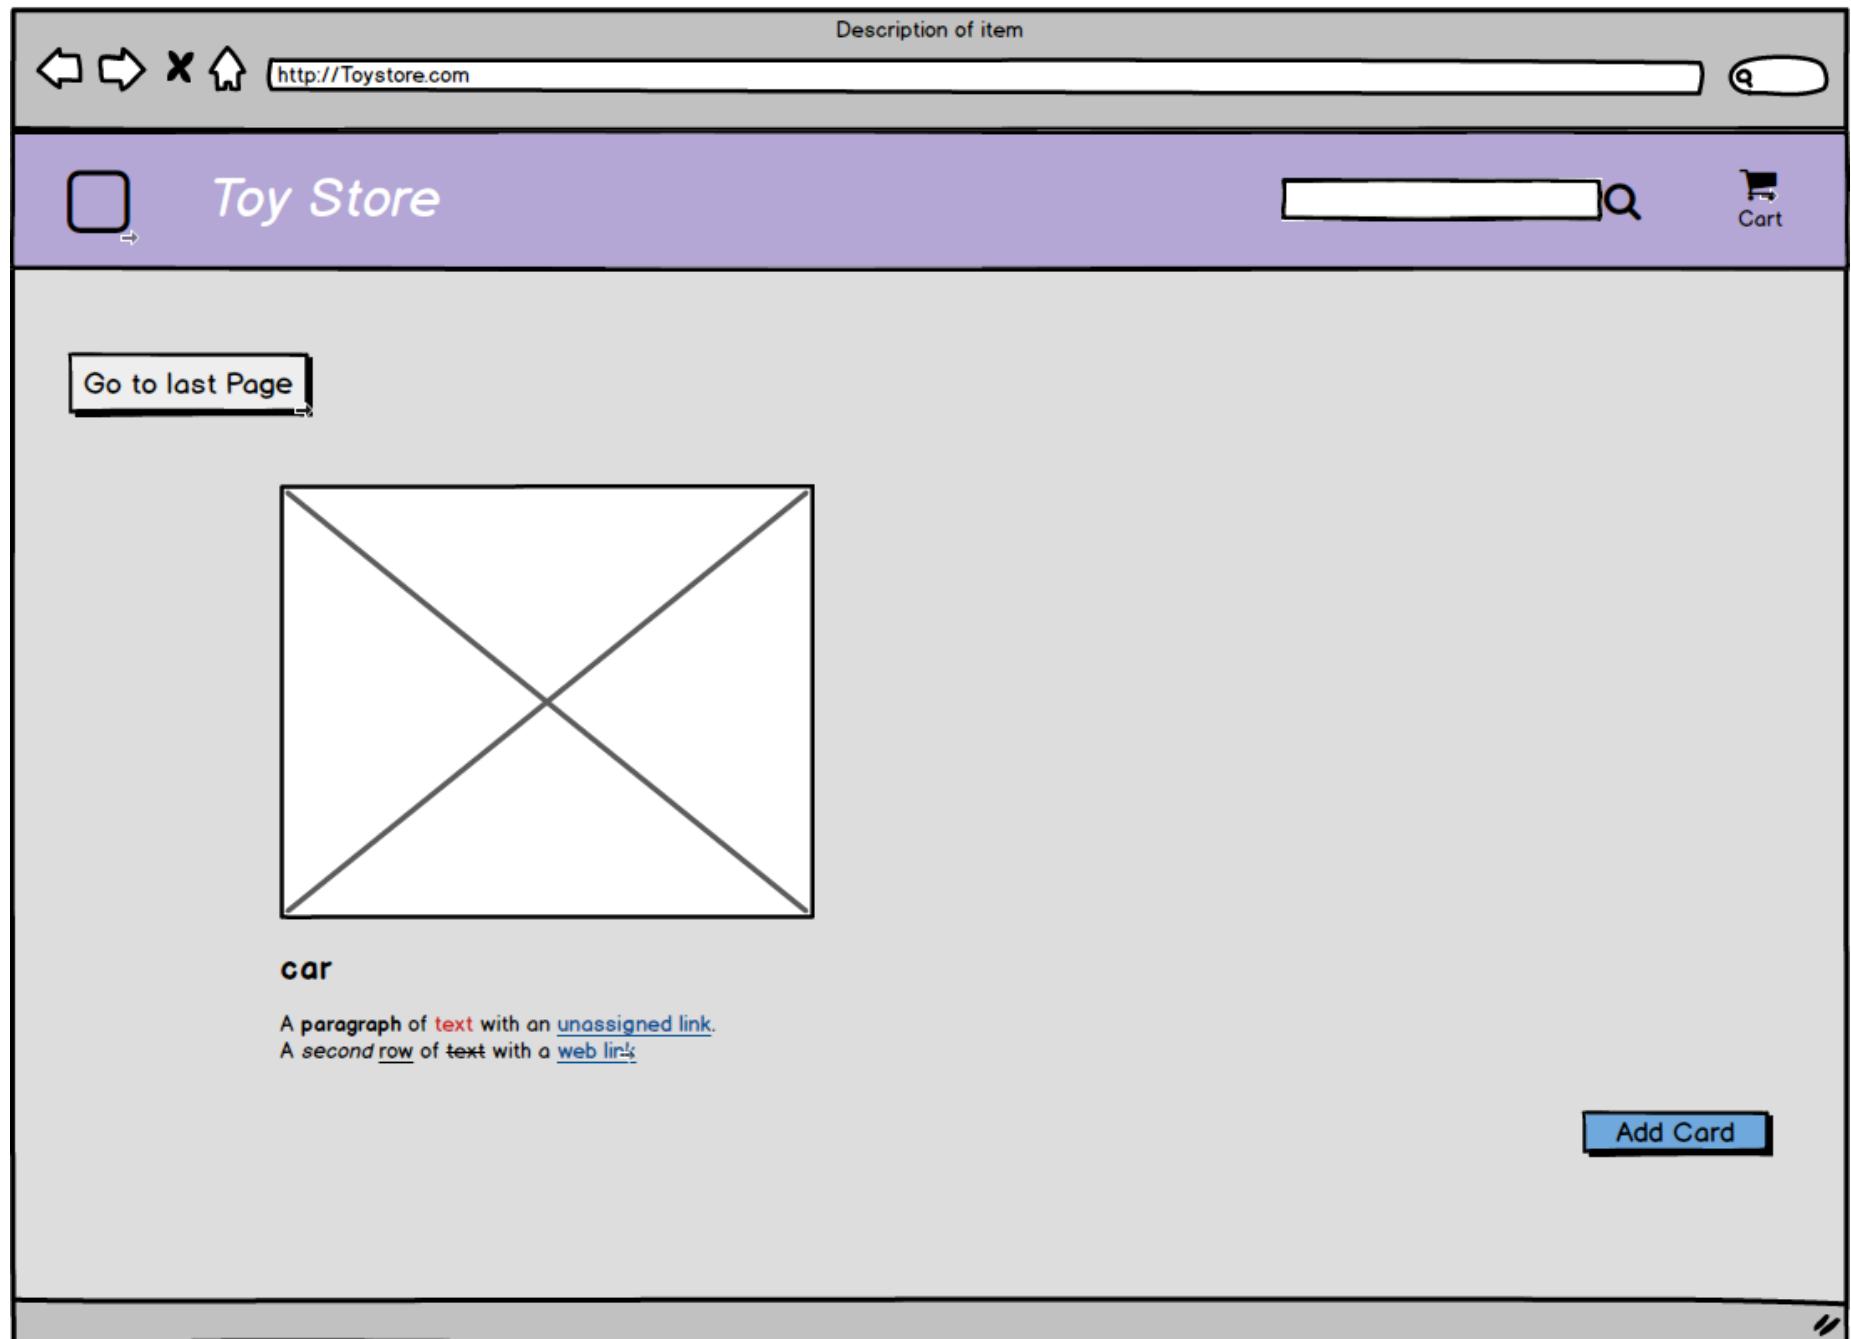 Description of item
http://Toystore.com
Toy Store
Cart
Go to last Page
car
A paragraph of text with an unassigned link.
A second row of text with a web link
Add Card